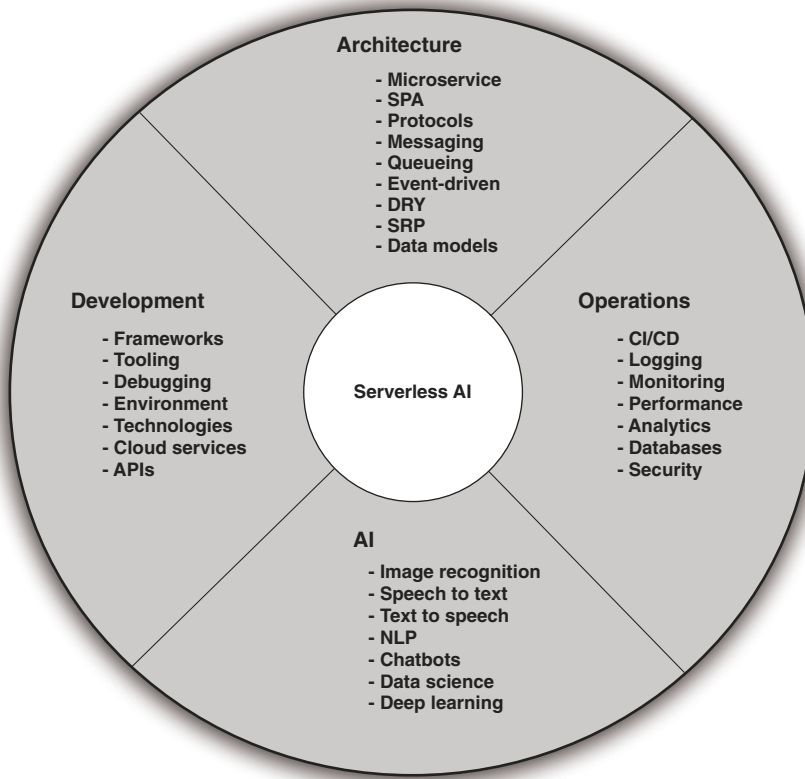 Architecture
- Microservice
- SPA
- Protocols
- Messaging
- Queueing
- Event-driven
- DRY
- SRP
- Data models
Development
- Frameworks
- Tooling
- Debugging
- Environment
- Technologies
- Cloud services
- APIs
Serverless AI
Operations
- CI/CD
- Logging
- Monitoring
- Performance
- Analytics
- Databases
- Security
AI
- Image recognition
- Speech to text
- Text to speech
- NLP
- Chatbots
- Data science
- Deep learning